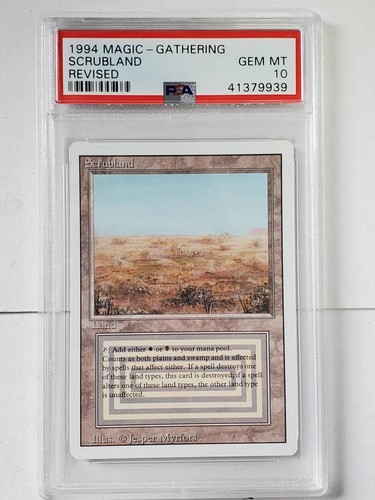 1994 MAGIC - GATHERING
SCRUBLAND GEM MT
REVISED 10
PSA 41379939
Scrubland
Land
: Add either or to your mana pool.
Counts as both plains and swamp and is affected
by spells that affect either. If a spell destroys one
of these land types, this card is destroyed; if a spell
alters one of these land types, the other land type
is unaffected.
Illus. © Jesper Myrfors